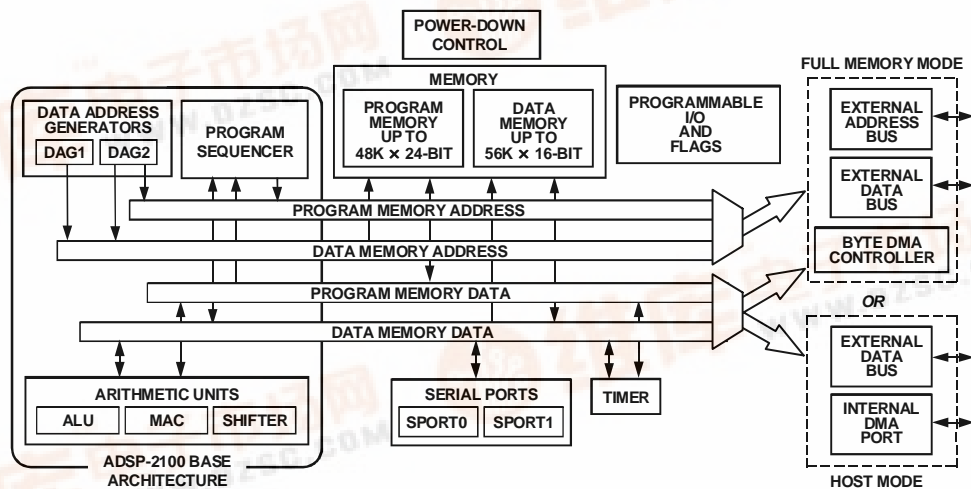 POWER-DOWN
CONTROL
MEMORY
PROGRAM
MEMORY
UP TO
48K × 24-BIT
DATA
MEMORY
UP TO
56K × 16-BIT
PROGRAMMABLE
I/O
AND
FLAGS
FULL MEMORY MODE
EXTERNAL
ADDRESS
BUS
EXTERNAL
DATA
BUS
BYTE DMA
CONTROLLER
OR
EXTERNAL
DATA
BUS
INTERNAL
DMA
PORT
HOST MODE
DATA ADDRESS
GENERATORS
DAG1
DAG2
PROGRAM
SEQUENCER
PROGRAM MEMORY ADDRESS
DATA MEMORY ADDRESS
PROGRAM MEMORY DATA
DATA MEMORY DATA
ARITHMETIC UNITS
ALU
MAC
SHIFTER
SERIAL PORTS
SPORT0
SPORT1
TIMER
ADSP-2100 BASE
ARCHITECTURE
WWW.DZSC.COM